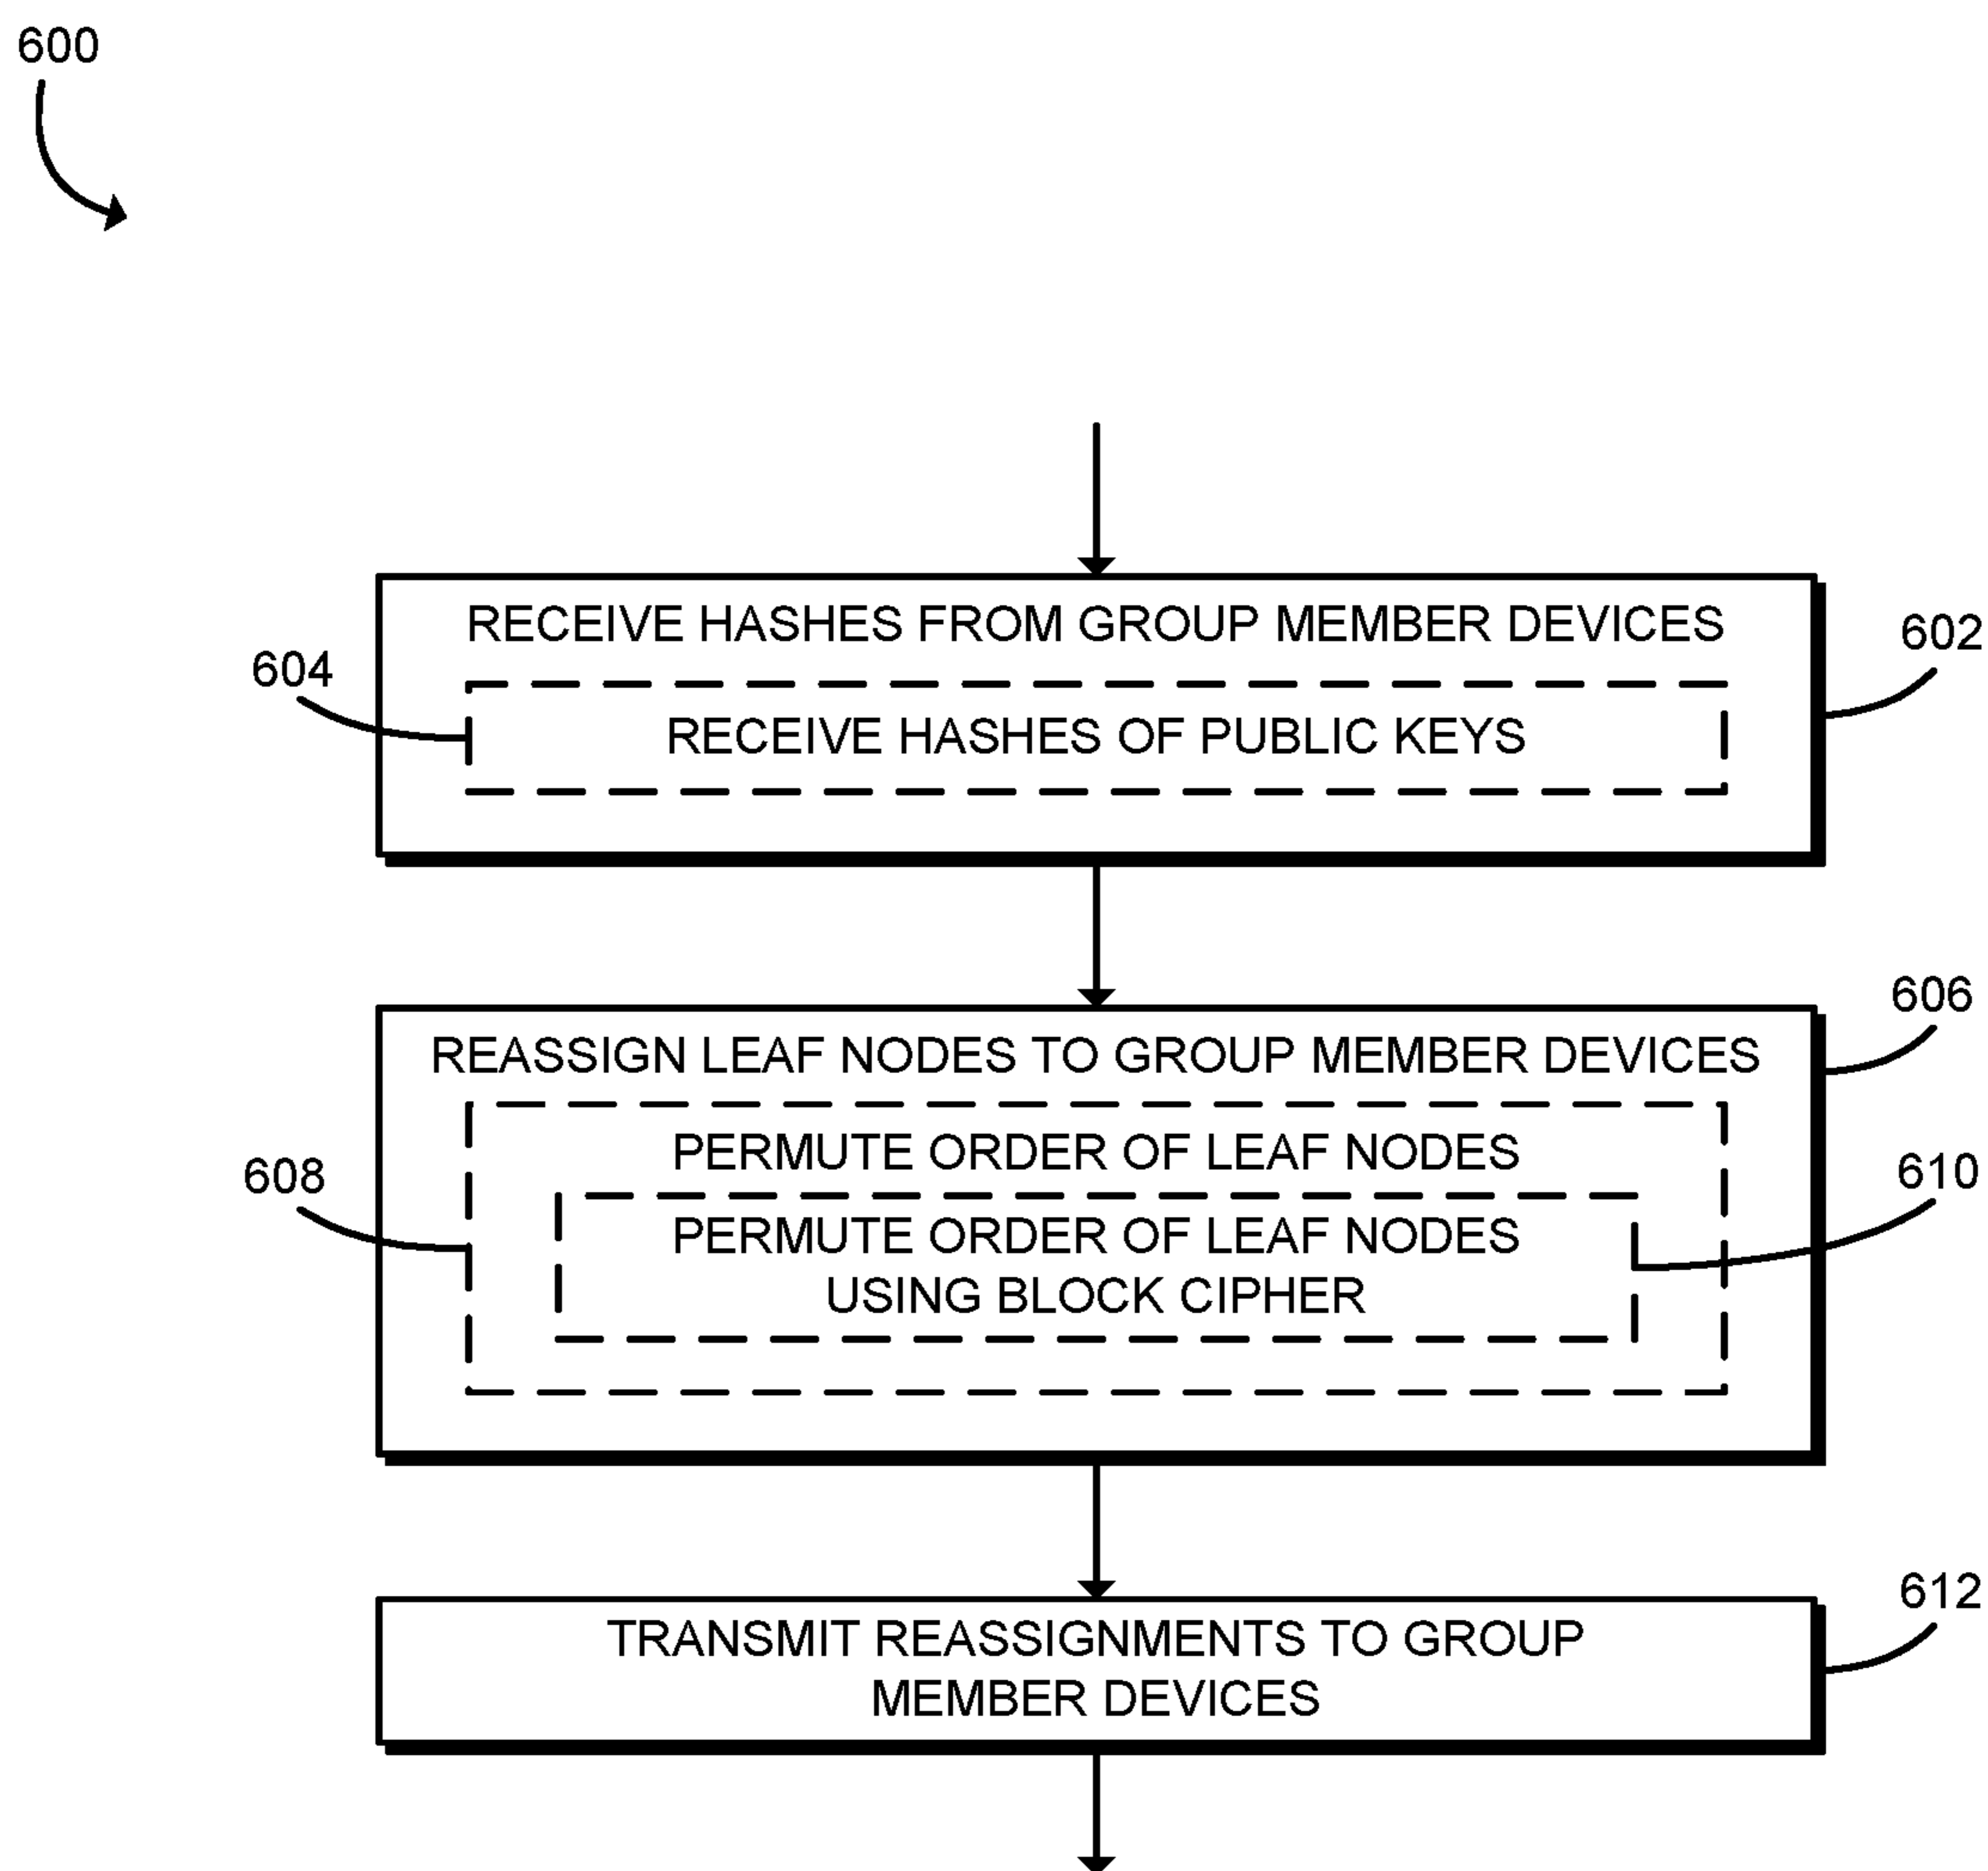 600
RECEIVE HASHES FROM GROUP MEMBER DEVICES
602
604
RECEIVE HASHES OF PUBLIC KEYS
606
REASSIGN LEAF NODES TO GROUP MEMBER DEVICES
PERMUTE ORDER OF LEAF NODES
608
610
PERMUTE ORDER OF LEAF NODES
USING BLOCK CIPHER
612
TRANSMIT REASSIGNMENTS TO GROUP
MEMBER DEVICES